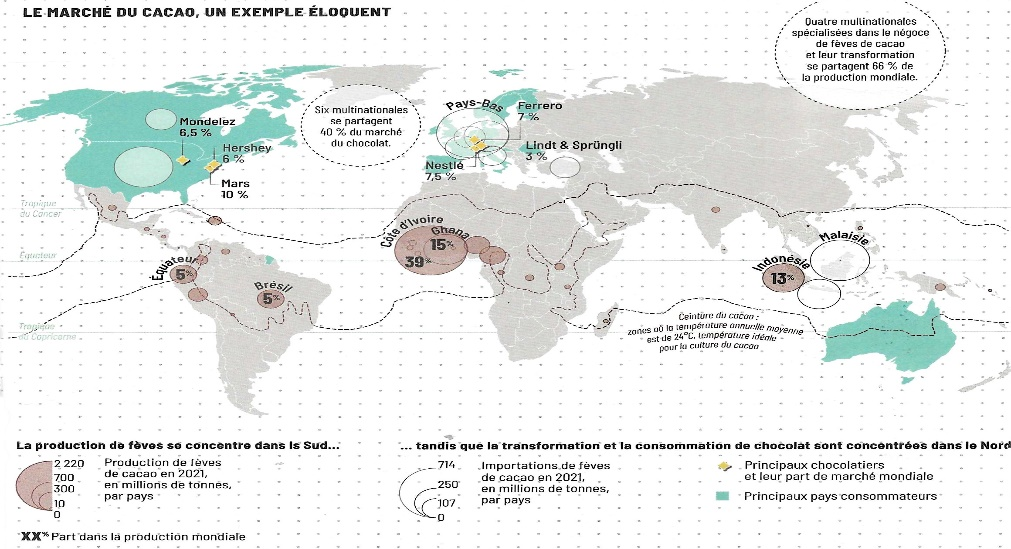 LE MARCHÉ DU CACAO, UN EXEMPLE ÉLOQUENT
Quatre multinationales
spécialisées dans le négoce
de fèves de cacao
et leur transformation
se partagent 66 % de
la production mondiale.
Six multinationales
se partagent
40 % du marché
du chocolat.
Mondelez
6,5 %
Hershey
6 %
Mars
10 %
Pays-Bas
Ferrero
7 %
Lindt & Sprüngli
3 %
Nestlé
7,5 %
Tropique
du Cancer
Équateur
Tropique
du Capricorne
Équateur
5%
Brésil
5%
Côte d'Ivoire
39%
Ghana
15%
Indonésie
13%
Malaisie
Ceinture du cacao :
zones où la température annuelle moyenne
est de 24°C, température idéale
pour la culture du cacao
La production de fèves se concentre dans le Sud...
2 220
700
300
10
0
Production de fèves
de cacao en 2021,
en millions de tonnes,
par pays
XX% Part dans la production mondiale
... tandis que la transformation et la consommation de chocolat sont concentrées dans le Nord
714
250
107
0
Importations de fèves
de cacao en 2021,
en millions de tonnes,
par pays
Principaux chocolatiers
et leur part de marché mondiale
Principaux pays consommateurs